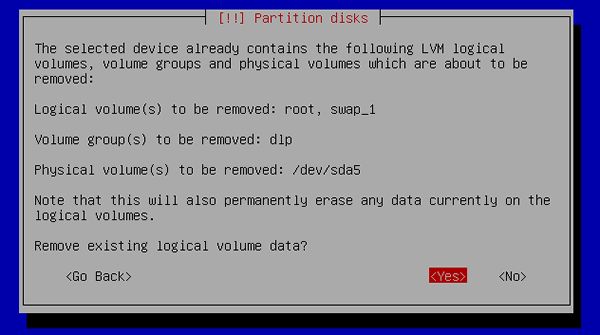 [!!] Partition disks
The selected device already contains the following LVM logical
volumes, volume groups and physical volumes which are about to be
removed:
Logical volume(s) to be removed: root, swap_1
Volume group(s) to be removed: dlp
Physical volume(s) to be removed: /dev/sda5
Note that this will also permanently erase any data currently on the
logical volumes.
Remove existing logical volume data?
<Go Back> <Yes> <No>